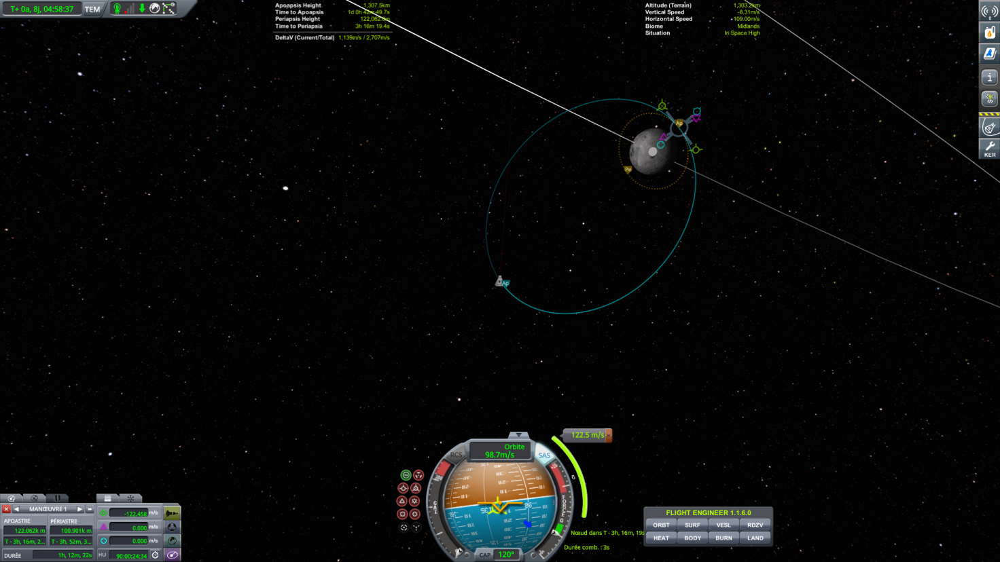 T+ 0a, 8j, 04:58:37
TEM
Apoapsis Height 1,307.5km
Time to Apoapsis 1d 0h 42m 49.7s
Periapsis Height 122,062.
Time to Periapsis 3h 16m 19.4s
DeltaV (Current/Total) 1,139m/s / 2,707m/s
Altitude (Terrain) 1,303.2km
Vertical Speed -8.31m/s
Horizontal Speed 109.00m/s
Biome Midlands
Situation In Space High
0
KER
Ap
Pe
Ap
122.5 m/s
Orbite
98.7m/s
RCS
SAS
GAZ
FORCE G
6
CAP 120°
Nœud dans T - 3h, 16m, 19s
Durée comb. : 3s
MANŒUVRE 1
APOASTRE PÉRIASTRE
122.062k m 100.901k m
T - 3h, 16m, 2... T - 3h, 52m, 3...
DURÉE 1h, 12m, 22s
-122.458 m/s
0.000 m/s
0.000 m/s
HU 90:00:24:34
FLIGHT ENGINEER 1.1.6.0
ORBT SURF VESL RDZV
HEAT BODY BURN LAND